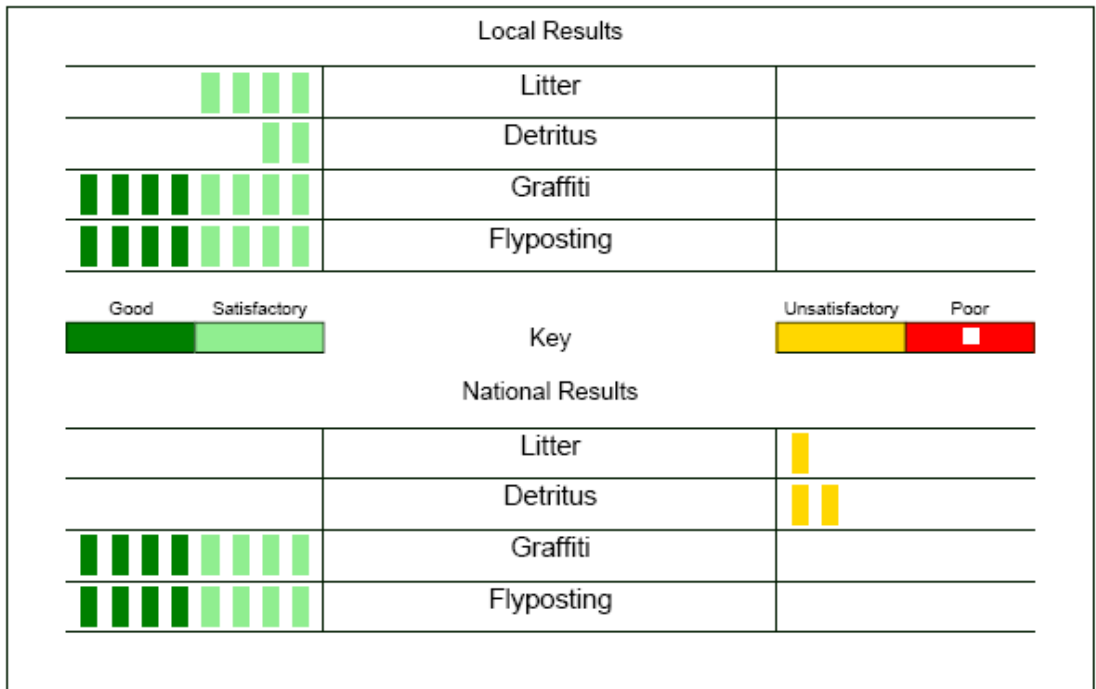 Local Results
Litter
Detritus
Graffiti
Flyposting
Good Satisfactory Key Unsatisfactory Poor
National Results
Litter
Detritus
Graffiti
Flyposting